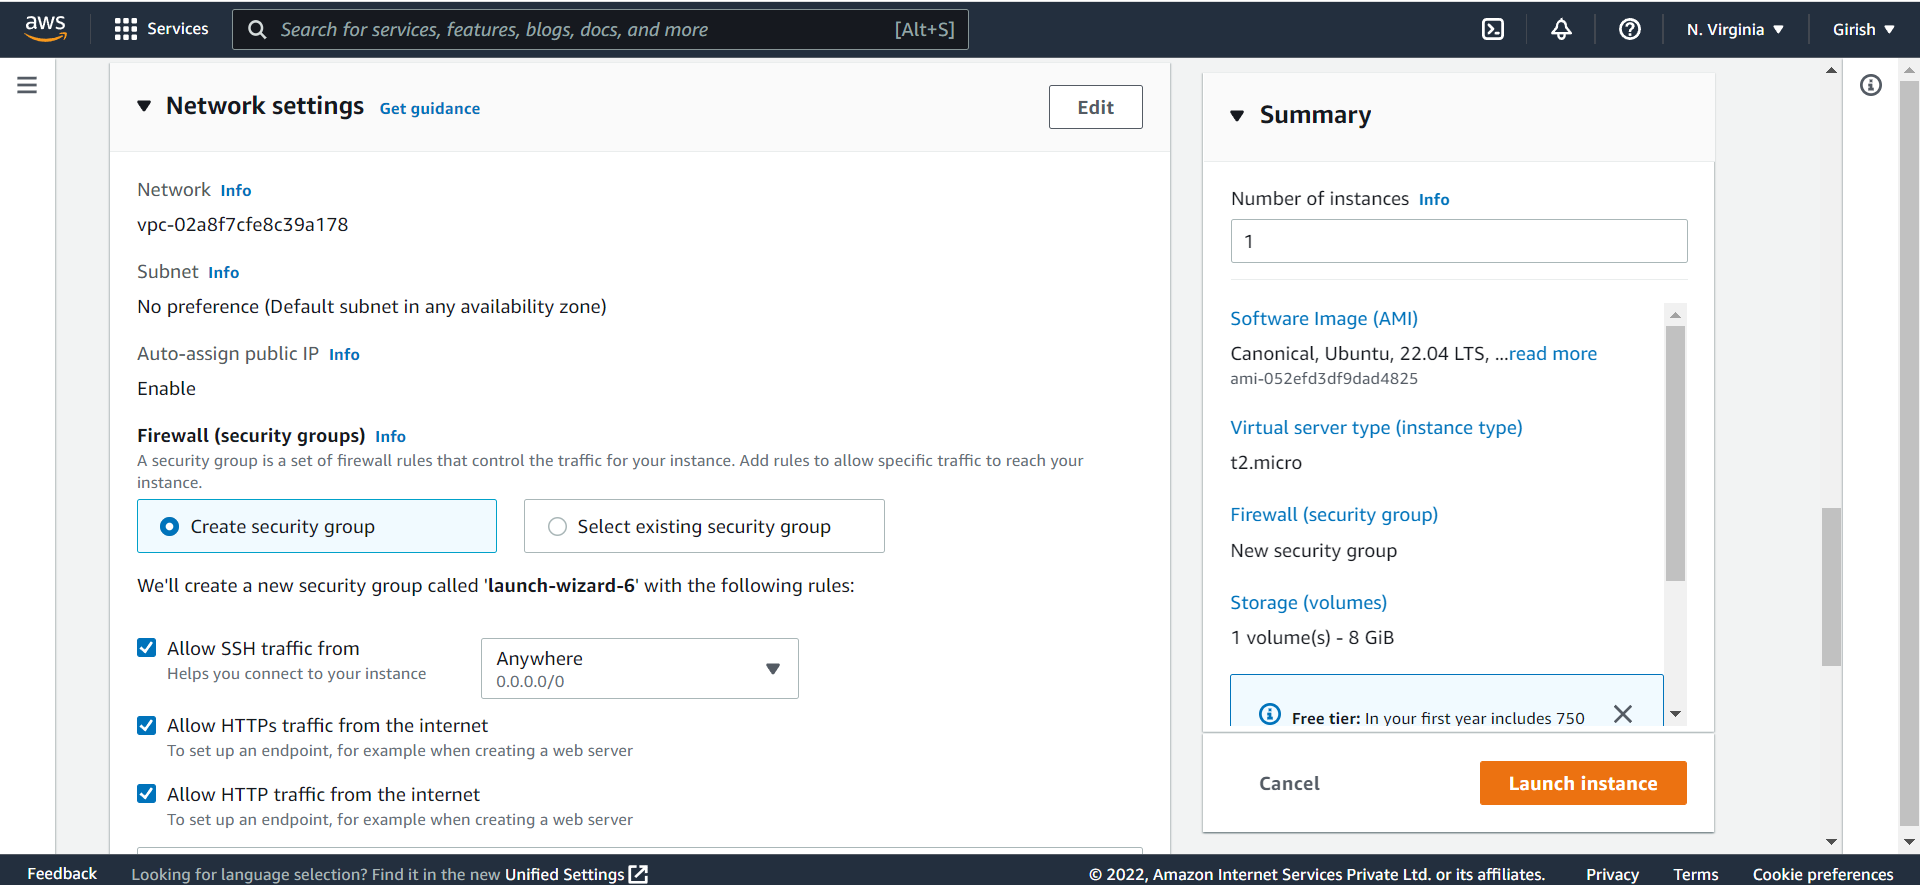 aws
Services
Search for services, features, blogs, docs, and more
[Alt+S]
N. Virginia
Girish
Network settings Get guidance
Edit
Network Info
vpc-02a8f7cfe8c39a178
Subnet Info
No preference (Default subnet in any availability zone)
Auto-assign public IP Info
Enable
Firewall (security groups) Info
A security group is a set of firewall rules that control the traffic for your instance. Add rules to allow specific traffic to reach your
instance.
Create security group
Select existing security group
We'll create a new security group called 'launch-wizard-6' with the following rules:
Allow SSH traffic from
Helps you connect to your instance
Anywhere
0.0.0.0/0
Allow HTTPs traffic from the internet
To set up an endpoint, for example when creating a web server
Allow HTTP traffic from the internet
To set up an endpoint, for example when creating a web server
Summary
Number of instances Info
1
Software Image (AMI)
Canonical, Ubuntu, 22.04 LTS, ...read more
ami-052efd3df9dad4825
Virtual server type (instance type)
t2.micro
Firewall (security group)
New security group
Storage (volumes)
1 volume(s) - 8 GiB
Free tier: In your first year includes 750
Cancel
Launch instance
Feedback
Looking for language selection? Find it in the new Unified Settings
© 2022, Amazon Internet Services Private Ltd. or its affiliates.
Privacy
Terms
Cookie preferences